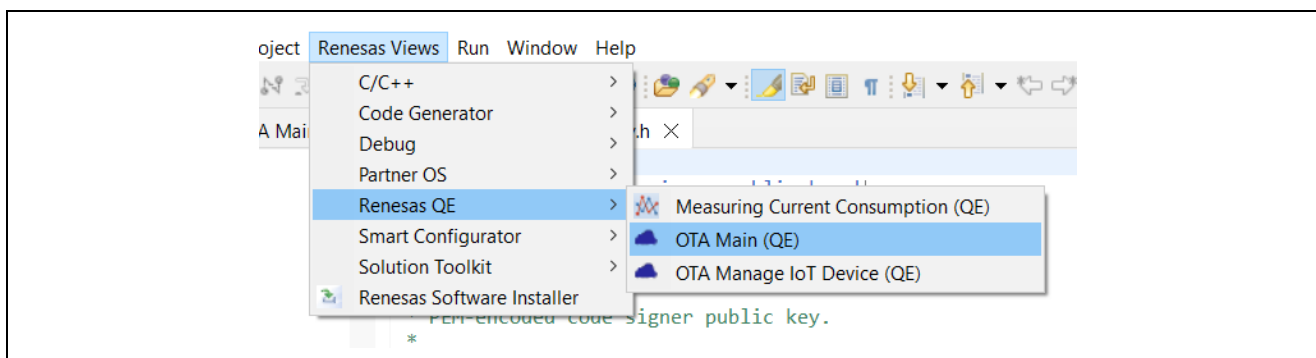 oject Renesas Views Run Window Help
C/C++ >
Code Generator >
A Mai .h ×
Debug >
Partner OS >
Renesas QE >
Measuring Current Consumption (QE)
Smart Configurator >
OTA Main (QE)
Solution Toolkit >
OTA Manage IoT Device (QE)
Renesas Software Installer
* PEM-encoded code signer public key.
*